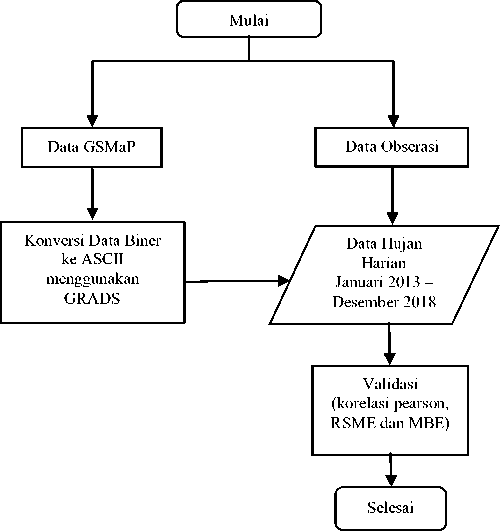 Mulai
Data GSMaP
Data Obserasi
Konversi Data Biner
ke ASCII
menggunakan
GRADS
Data Hujan
Harian
Januari 2013 –
Desember 2018
Validasi
(korelasi pearson,
RSME dan MBE)
Selesai